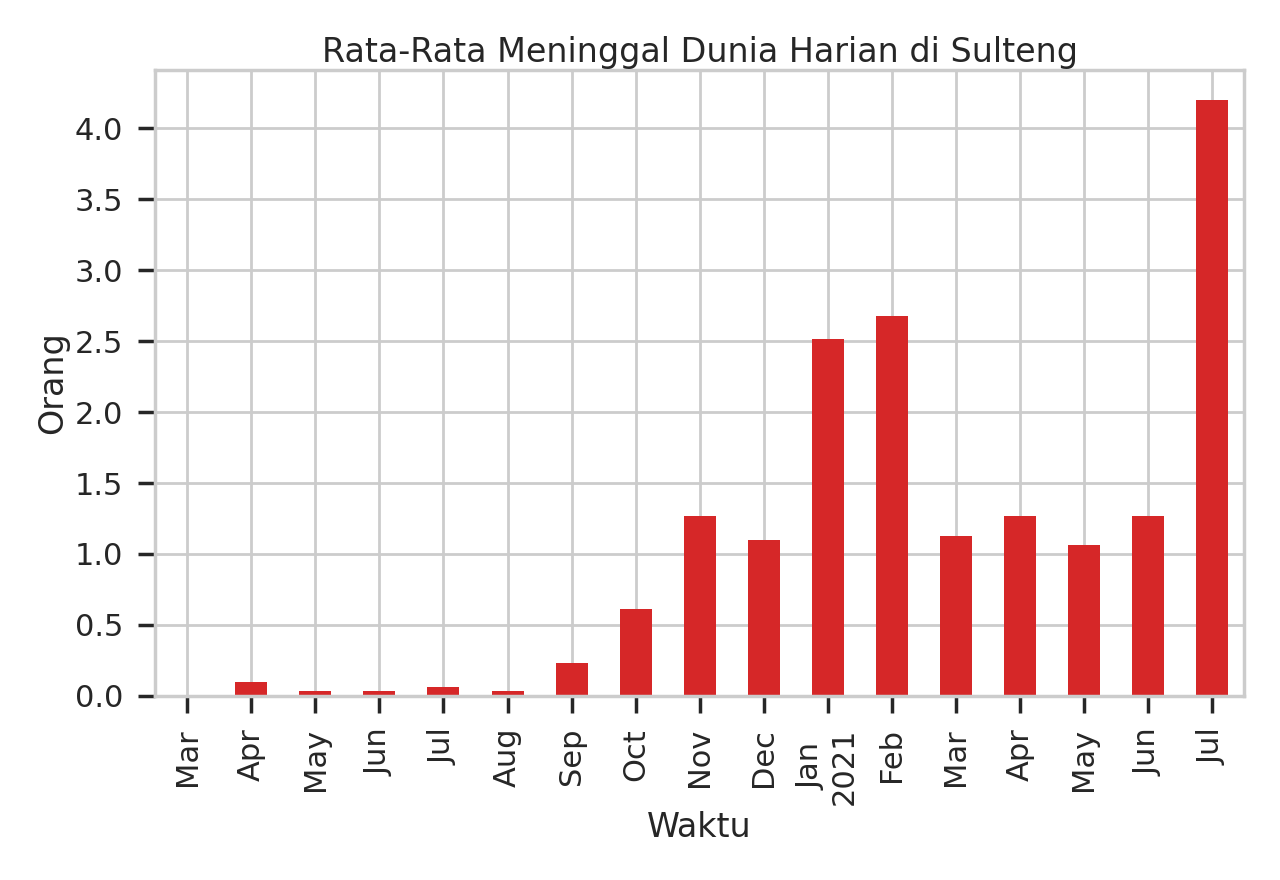 Rata-Rata Meninggal Dunia Harian di Sulteng
Orang
4.0
3.5
3.0
2.5
2.0
1.5
1.0
0.5
0.0
Mar
Apr
May
Jun
Jul
Aug
Sep
Oct
Nov
Dec
Jan
2021
Feb
Mar
Apr
May
Jun
Jul
Waktu